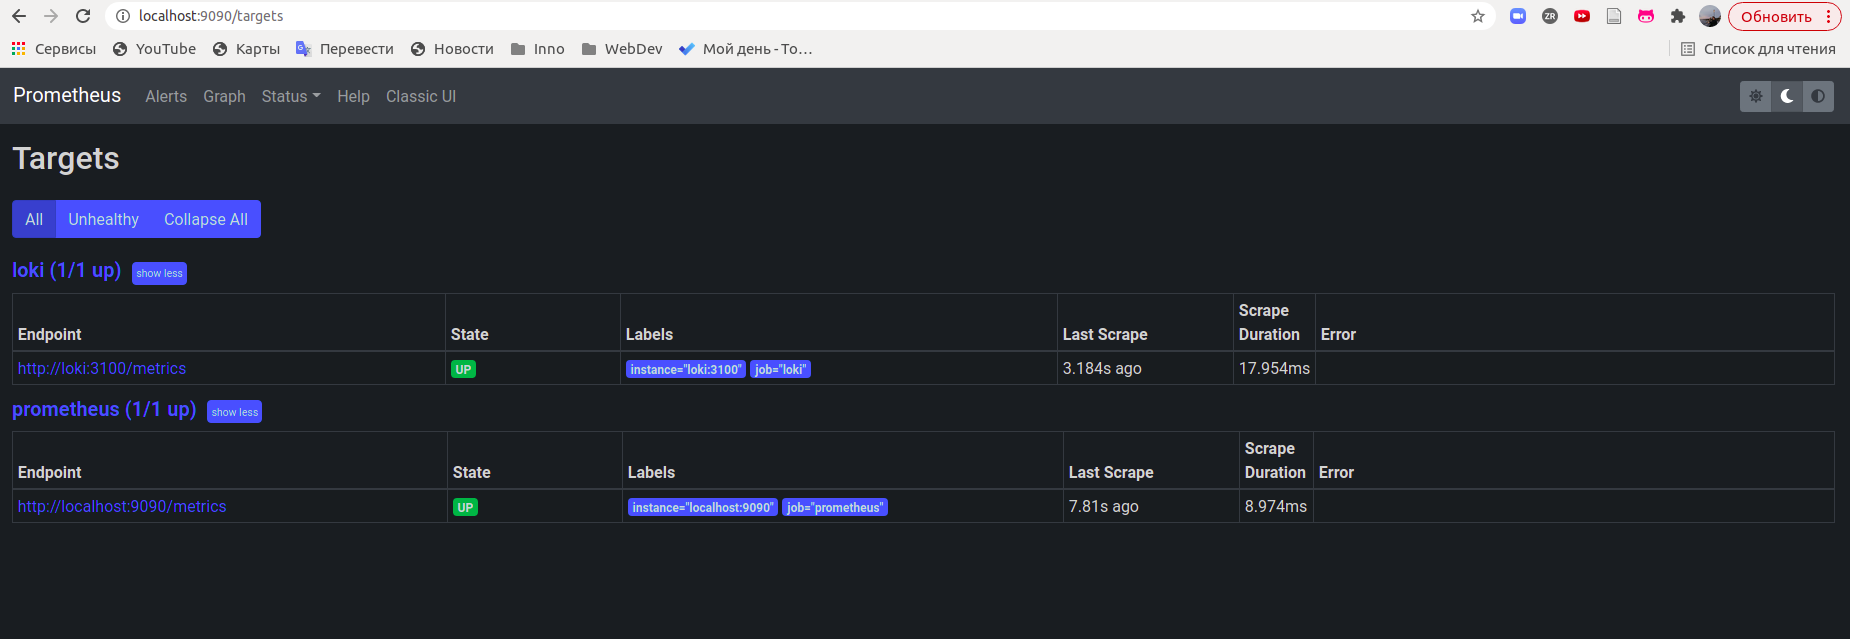 localhost:9090/targets
ZR
Обновить
Сервисы YouTube Карты Перевести Новости Inno WebDev Мой день - To... Список для чтения
Prometheus Alerts Graph Status Help Classic UI
Targets
All Unhealthy Collapse All
loki (1/1 up) show less
Endpoint State Labels Last Scrape Scrape Duration Error
http://loki:3100/metrics UP instance="loki:3100" job="loki" 3.184s ago 17.954ms
prometheus (1/1 up) show less
Endpoint State Labels Last Scrape Scrape Duration Error
http://localhost:9090/metrics UP instance="localhost:9090" job="prometheus" 7.81s ago 8.974ms